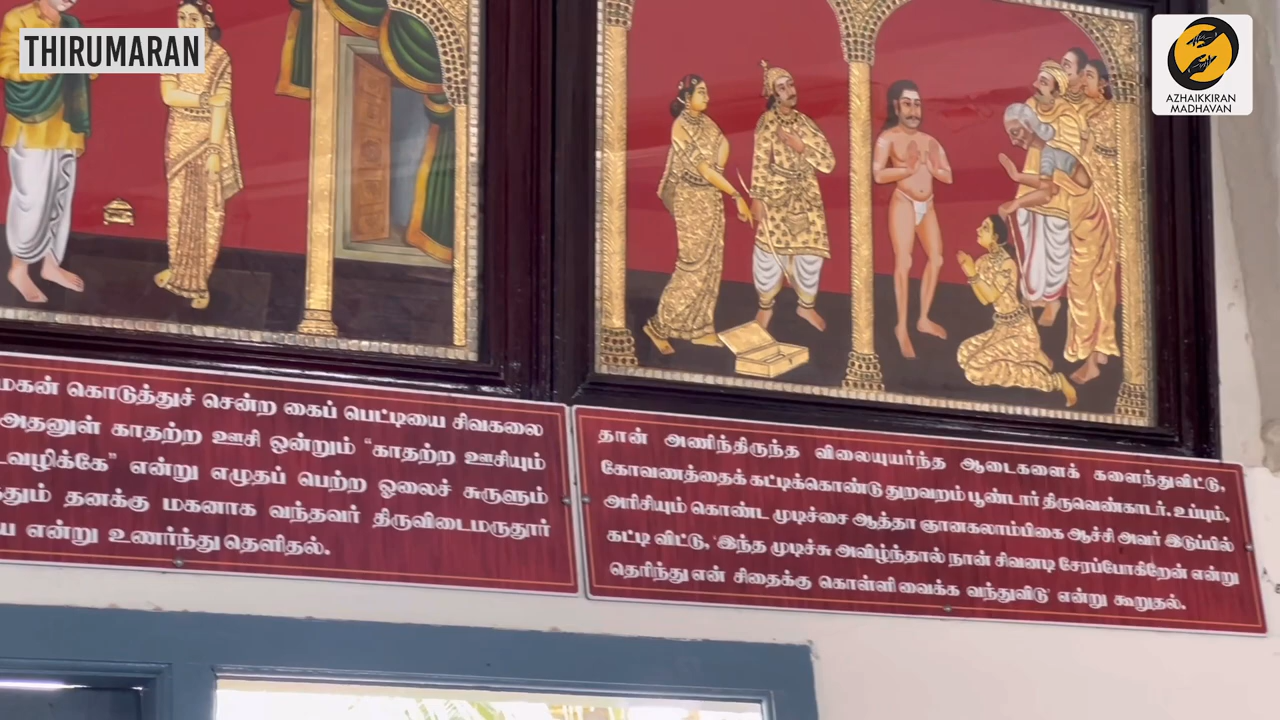 THIRUMARAN
AZHAIKKIRAN
MADHAVAN
மகன் கொடுத்துச் சென்ற கைப் பெட்டியை சிவகலை
அதனுள் காதற்ற ஊசி ஒன்றும் “காதற்ற ஊசியும்
டவழிக்கே” என்று எழுதப் பெற்ற ஓலைச் சுருளும்
தும் தனக்கு மகனாக வந்தவர் திருவிடைமருதூர்
ய என்று உணர்ந்து தெளிதல்.
தான் அணிந்திருந்த விலையுயர்ந்த ஆடைகளைக் களைந்துவிட்டு,
கோவணத்தைக் கட்டிக்கொண்டு துறவறம் பூண்டார் திருவெண்காடர். உப்பும்,
அரிசியும் கொண்ட முடிச்சை ஆத்தா ஞானகலாம்பிகை ஆச்சி அவர் இடுப்பில்
கட்டி விட்டு, 'இந்த முடிச்சு அவிழ்ந்தால் நான் சிவனடி சேரப்போகிறேன் என்று
தெரிந்து என் சிதைக்கு கொள்ளி வைக்க வந்துவிடு' என்று கூறுதல்.